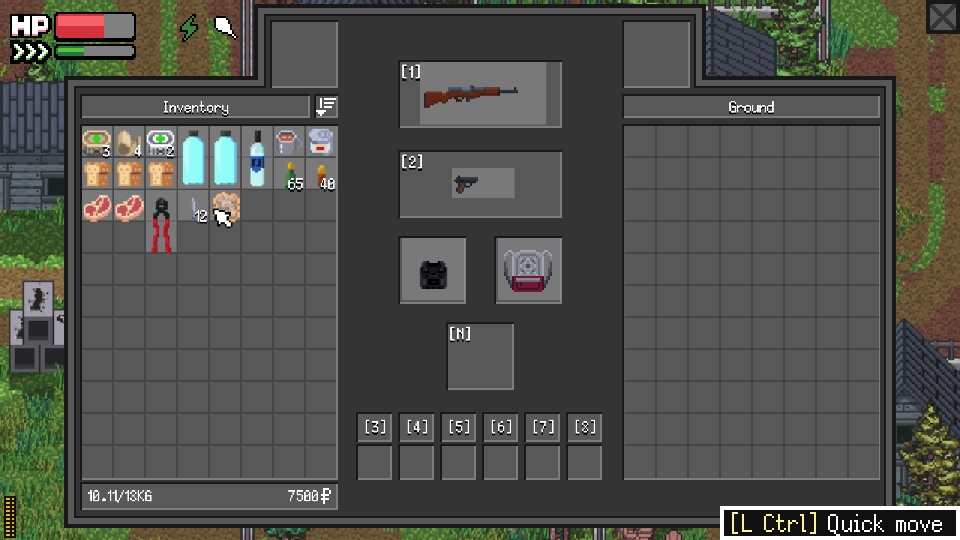 HP
[1]
Inventory
Ground
3
4
2
[2]
65
40
12
[N]
[3] [4] [5] [6] [7] [8]
10.11/18KG 7500₽
[L Ctrl] Quick move